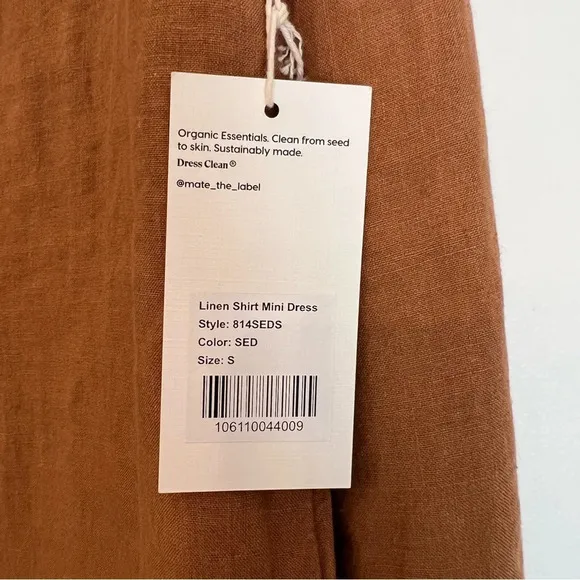 Organic Essentials. Clean from seed
to skin. Sustainably made.
Dress Clean®
@mate_the_label
Linen Shirt Mini Dress
Style: 814SEDS
Color: SED
Size: S
106110044009